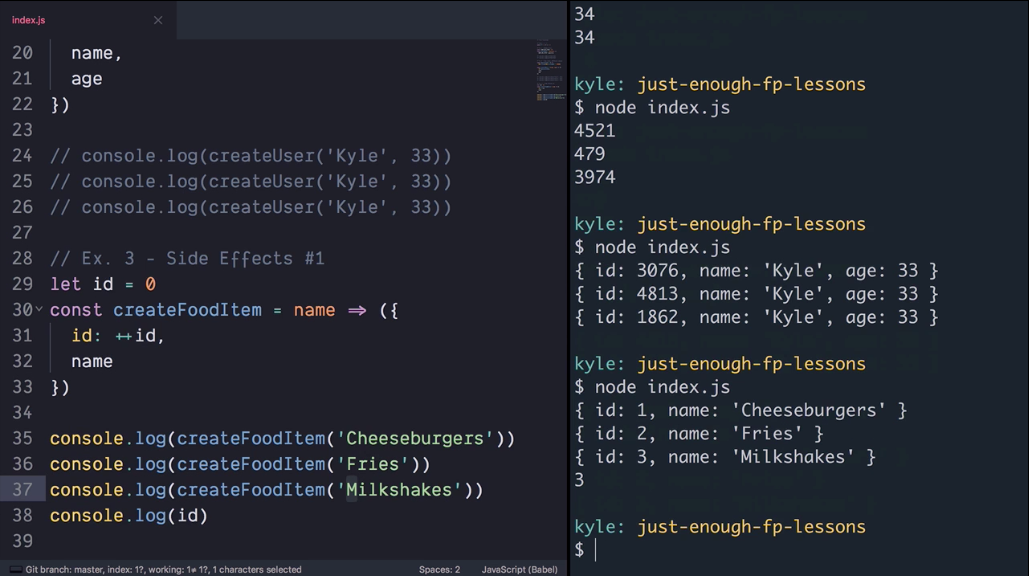 index.js ×
20 name,
21 age
22 })
23
24 // console.log(createUser('Kyle', 33))
25 // console.log(createUser('Kyle', 33))
26 // console.log(createUser('Kyle', 33))
27
28 // Ex. 3 - Side Effects #1
29 let id = 0
30 const createFoodItem = name => ({
31 id: ++id,
32 name
33 })
34
35 console.log(createFoodItem('Cheeseburgers'))
36 console.log(createFoodItem('Fries'))
37 console.log(createFoodItem('Milkshakes'))
38 console.log(id)
39
Git branch: master, index: 1?, working: 1≠ 1?, 1 characters selected Spaces: 2 JavaScript (Babel)
34
34
kyle: just-enough-fp-lessons
$ node index.js
4521
479
3974
kyle: just-enough-fp-lessons
$ node index.js
{ id: 3076, name: 'Kyle', age: 33 }
{ id: 4813, name: 'Kyle', age: 33 }
{ id: 1862, name: 'Kyle', age: 33 }
kyle: just-enough-fp-lessons
$ node index.js
{ id: 1, name: 'Cheeseburgers' }
{ id: 2, name: 'Fries' }
{ id: 3, name: 'Milkshakes' }
3
kyle: just-enough-fp-lessons
$